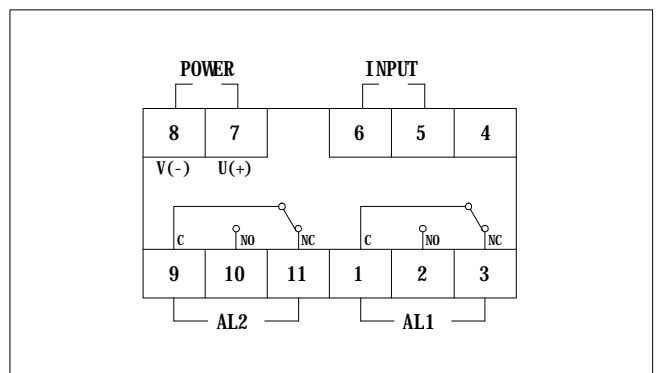 POWER INPUT
8 7 6 5 4
V(-) U(+)
C NO NC C NO NC
9 10 11 1 2 3
AL2 AL1